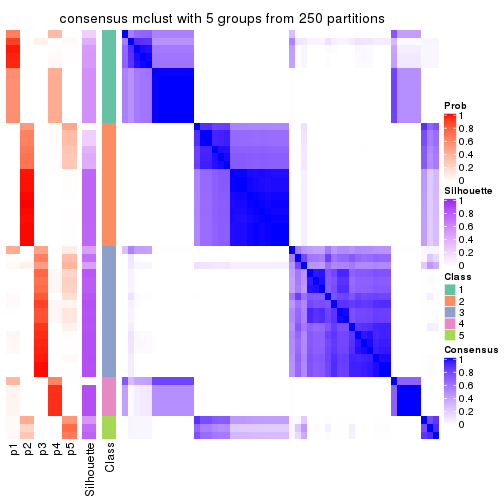 consensus mclust with 5 groups from 250 partitions
Prob
1
0.8
0.6
0.4
0.2
0
Silhouette
1
0.8
0.6
0.4
0.2
0
Class
1
2
3
4
5
Consensus
1
0.8
0.6
0.4
0.2
0
p1
p2
p3
p4
p5
Silhouette
Class